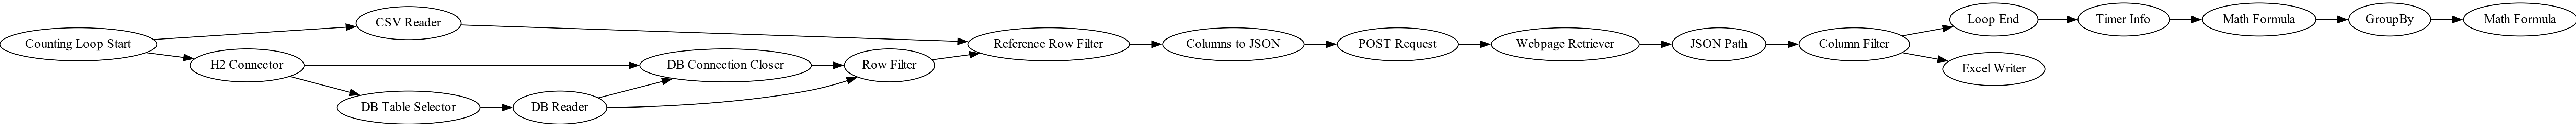 Counting Loop Start
CSV Reader
H2 Connector
DB Table Selector
DB Reader
DB Connection Closer
Row Filter
Reference Row Filter
Columns to JSON
POST Request
Webpage Retriever
JSON Path
Column Filter
Loop End
Excel Writer
Timer Info
Math Formula
GroupBy
Math Formula